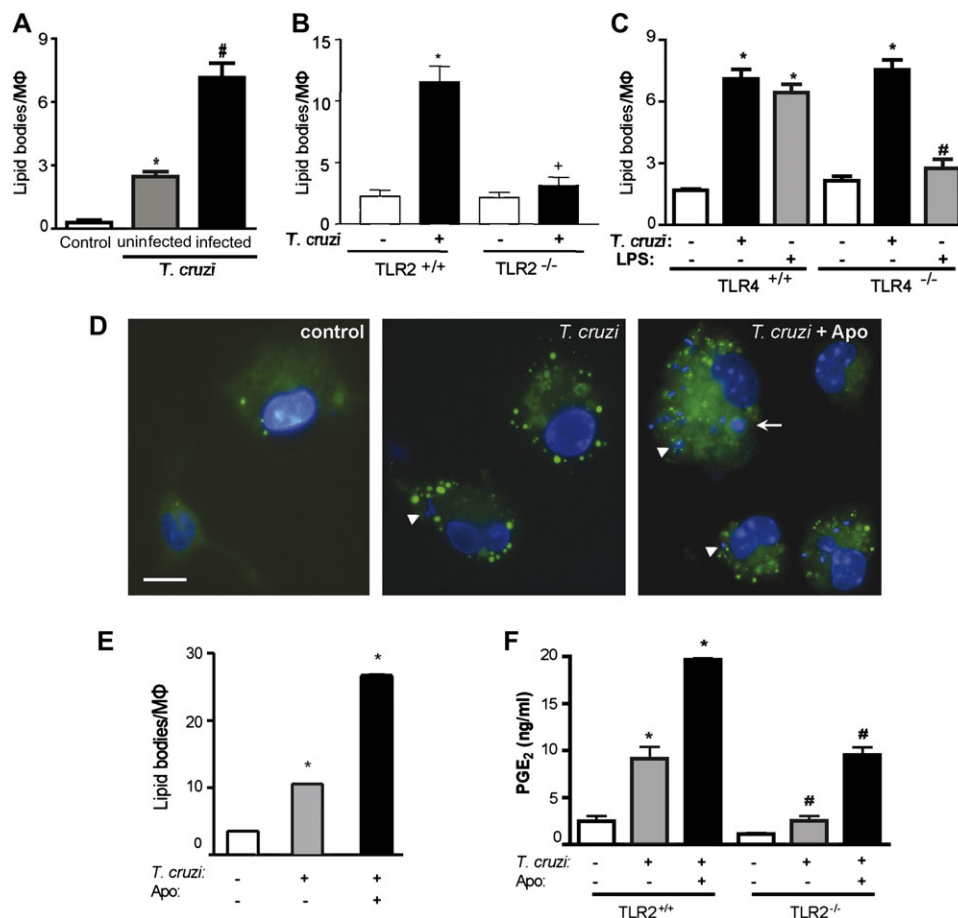 A
Lipid bodies/MΦ
9
6
3
0
*
#
Control uninfected infected
T. cruzi
B
Lipid bodies/MΦ
15
10
5
0
*
+
T. cruzi - + - +
TLR2 +/+ TLR2 -/-
C
Lipid bodies/MΦ
9
6
3
0
* * * #
T. cruzi: - + - - + -
LPS: - - + - - +
TLR4 +/+ TLR4 -/-
D
control
T. cruzi
T. cruzi + Apo
E
Lipid bodies/MΦ
30
20
10
0
*
*
T. cruzi: - + +
Apo: - - +
F
PGE2 (ng/ml)
20
15
10
5
0
* * # #
T. cruzi: - + + - + +
Apo: - - + - - +
TLR2+/+ TLR2-/-